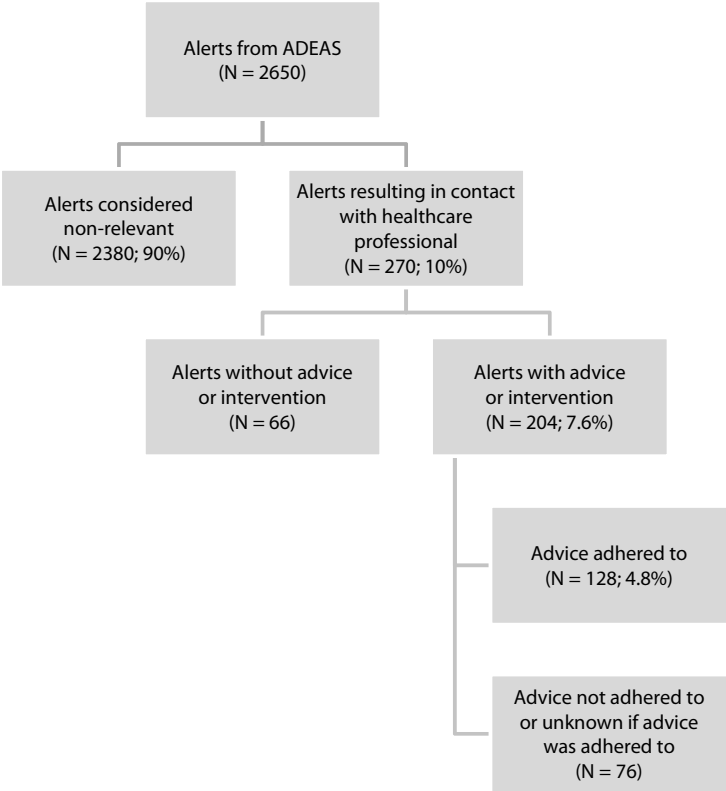 Alerts from ADEAS
(N = 2650)
Alerts considered
non-relevant
(N = 2380; 90%)
Alerts resulting in contact
with healthcare
professional
(N = 270; 10%)
Alerts without advice
or intervention
(N = 66)
Alerts with advice
or intervention
(N = 204; 7.6%)
Advice adhered to
(N = 128; 4.8%)
Advice not adhered to
or unknown if advice
was adhered to
(N = 76)